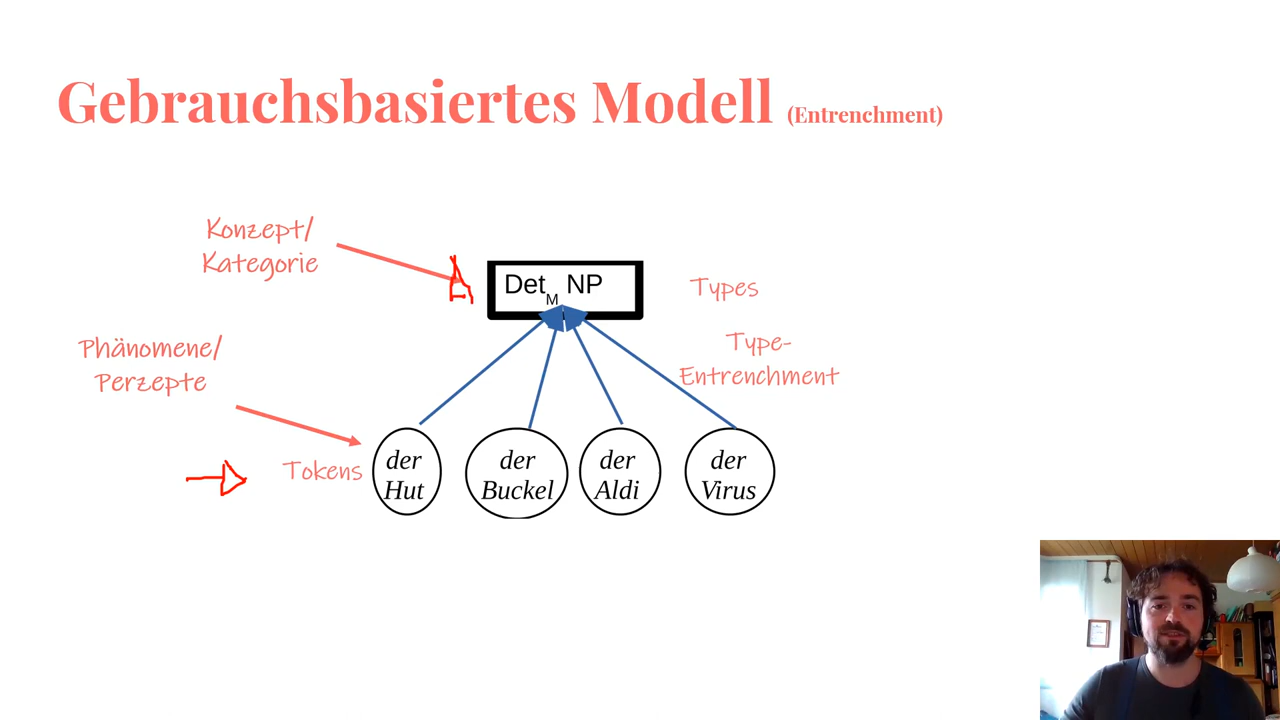 Gebrauchsbasiertes Modell (Entrenchment)
Konzept/
Kategorie
Det_M NP
Types
Phänomene/
Perzepte
Type-
Entrenchment
Tokens
der
Hut
der
Buckel
der
Aldi
der
Virus